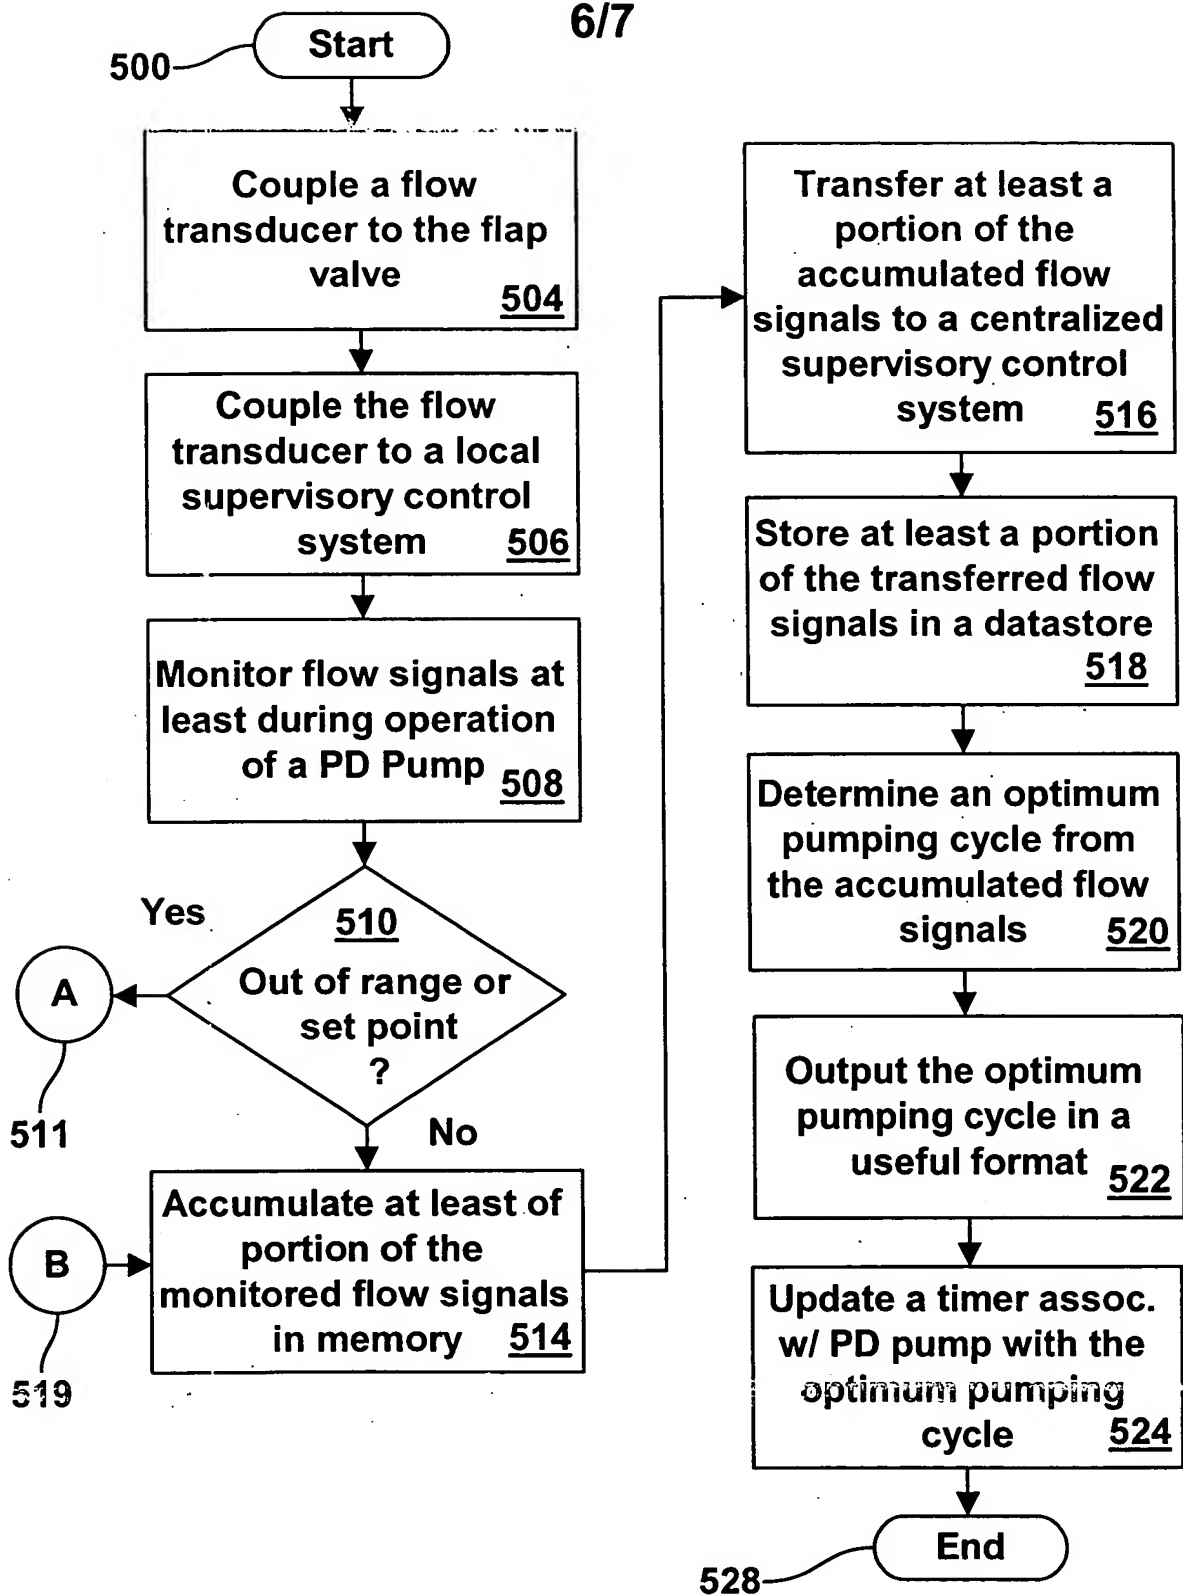 6/7
Start
500
Couple a flow
transducer to the flap
valve
504
Couple the flow
transducer to a local
supervisory control
system 506
Monitor flow signals at
least during operation
of a PD Pump 508
Yes
510
Out of range or
set point
?
A
511
No
Accumulate at least of
portion of the
monitored flow signals
in memory 514
B
519
Transfer at least a
portion of the
accumulated flow
signals to a centralized
supervisory control
system 516
Store at least a portion
of the transferred flow
signals in a datastore
518
Determine an optimum
pumping cycle from
the accumulated flow
signals 520
Output the optimum
pumping cycle in a
useful format
522
Update a timer assoc.
w/ PD pump with the
optimum pumping
cycle 524
End
528